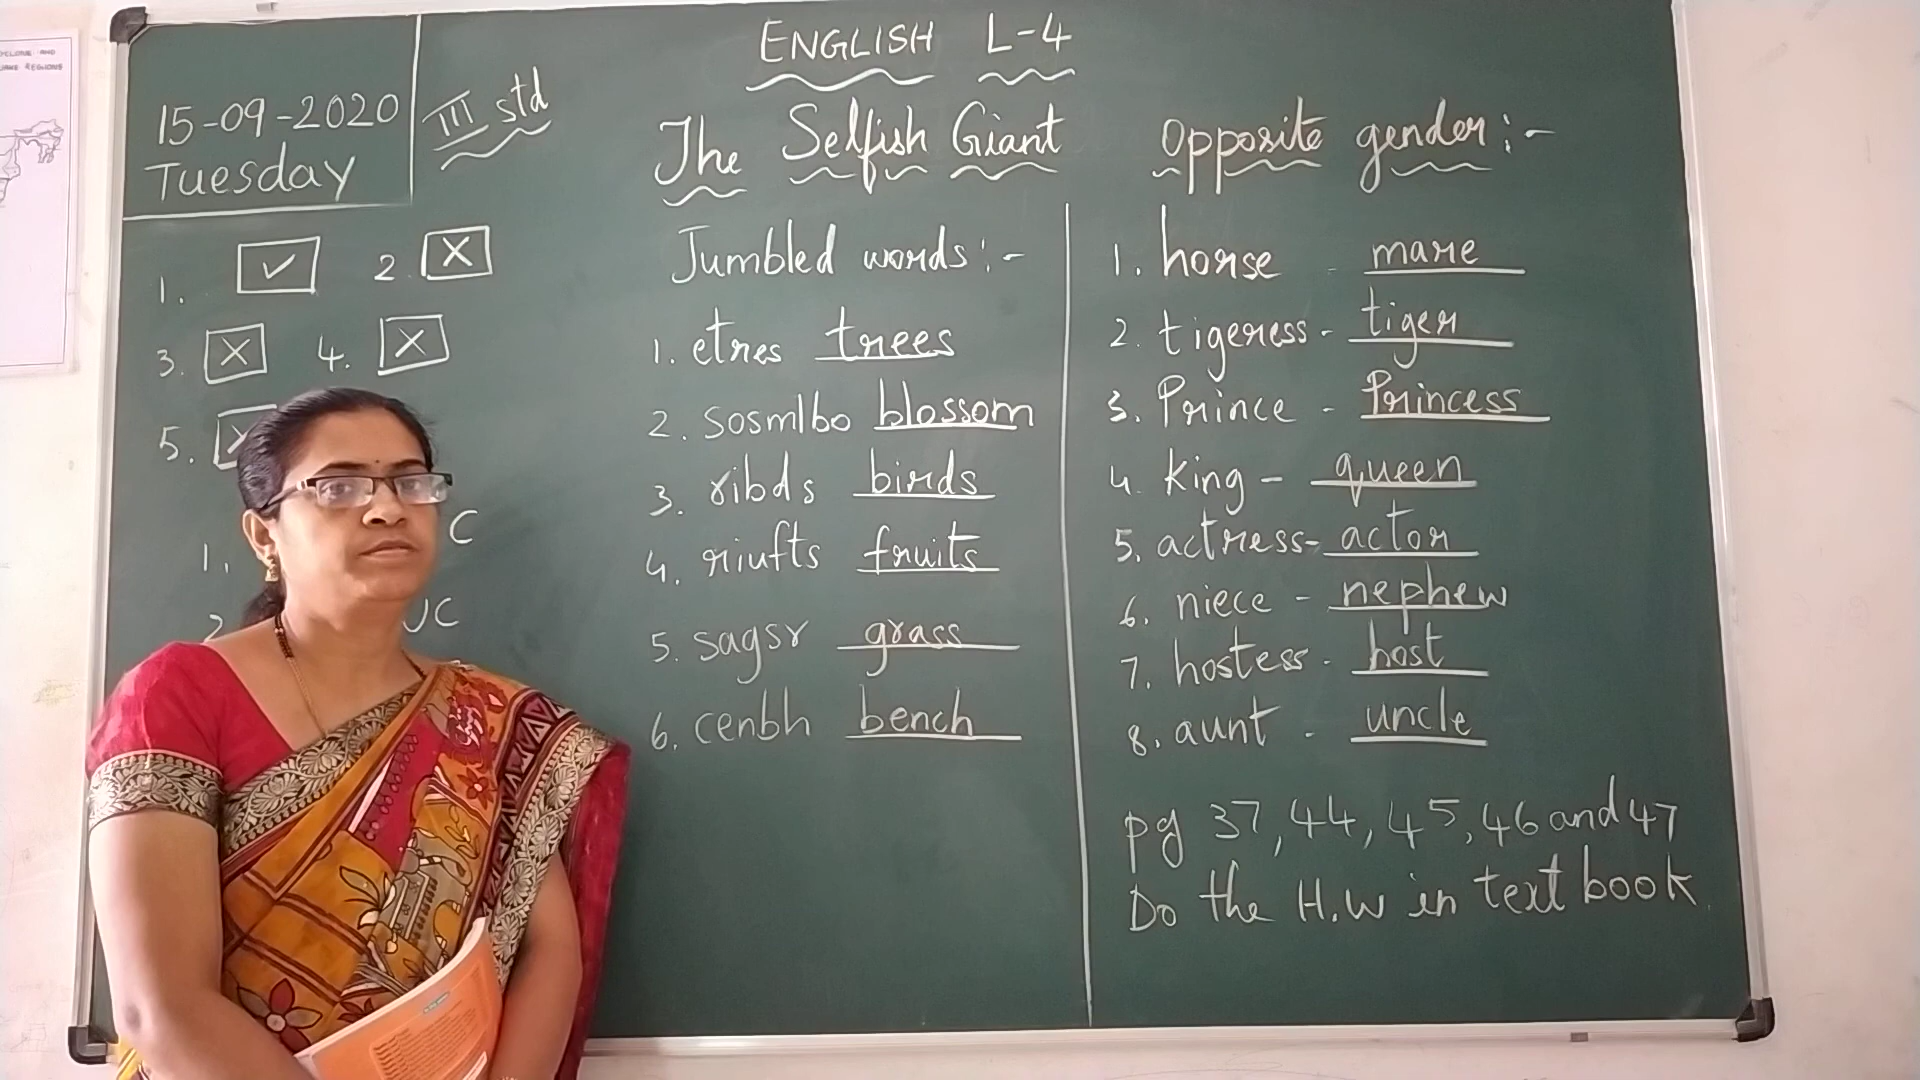 ENGLISH L-4
15-09-2020
Tuesday
III std
The Selfish Giant
1. ✓ 2. X
3. X 4. X
5.
1. C
2. UC
Jumbled words:-
1. etres trees
2. sosmlbo blossom
3. ribds birds
4. riufts fruits
5. sagsr grass
6. cenbh bench
Opposite gender:-
1. horse - mare
2. tigeress - tiger
3. Prince - Princess
4. king - queen
5. actress - actor
6. niece - nephew
7. hostess - host
8. aunt - uncle
pg 37, 44, 45, 46 and 47
Do the H.W in text book